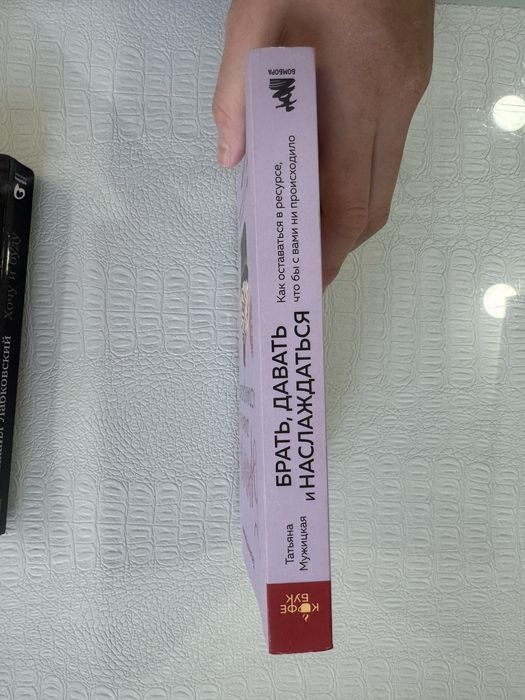 Татьяна
Мужицкая
БРАТЬ, ДАВАТЬ
и НАСЛАЖДАТЬСЯ
Как оставаться в ресурсе,
что бы с вами ни происходило
БОМБОРА
КОФЕ
БУК
Лабковский
Хочу и буду